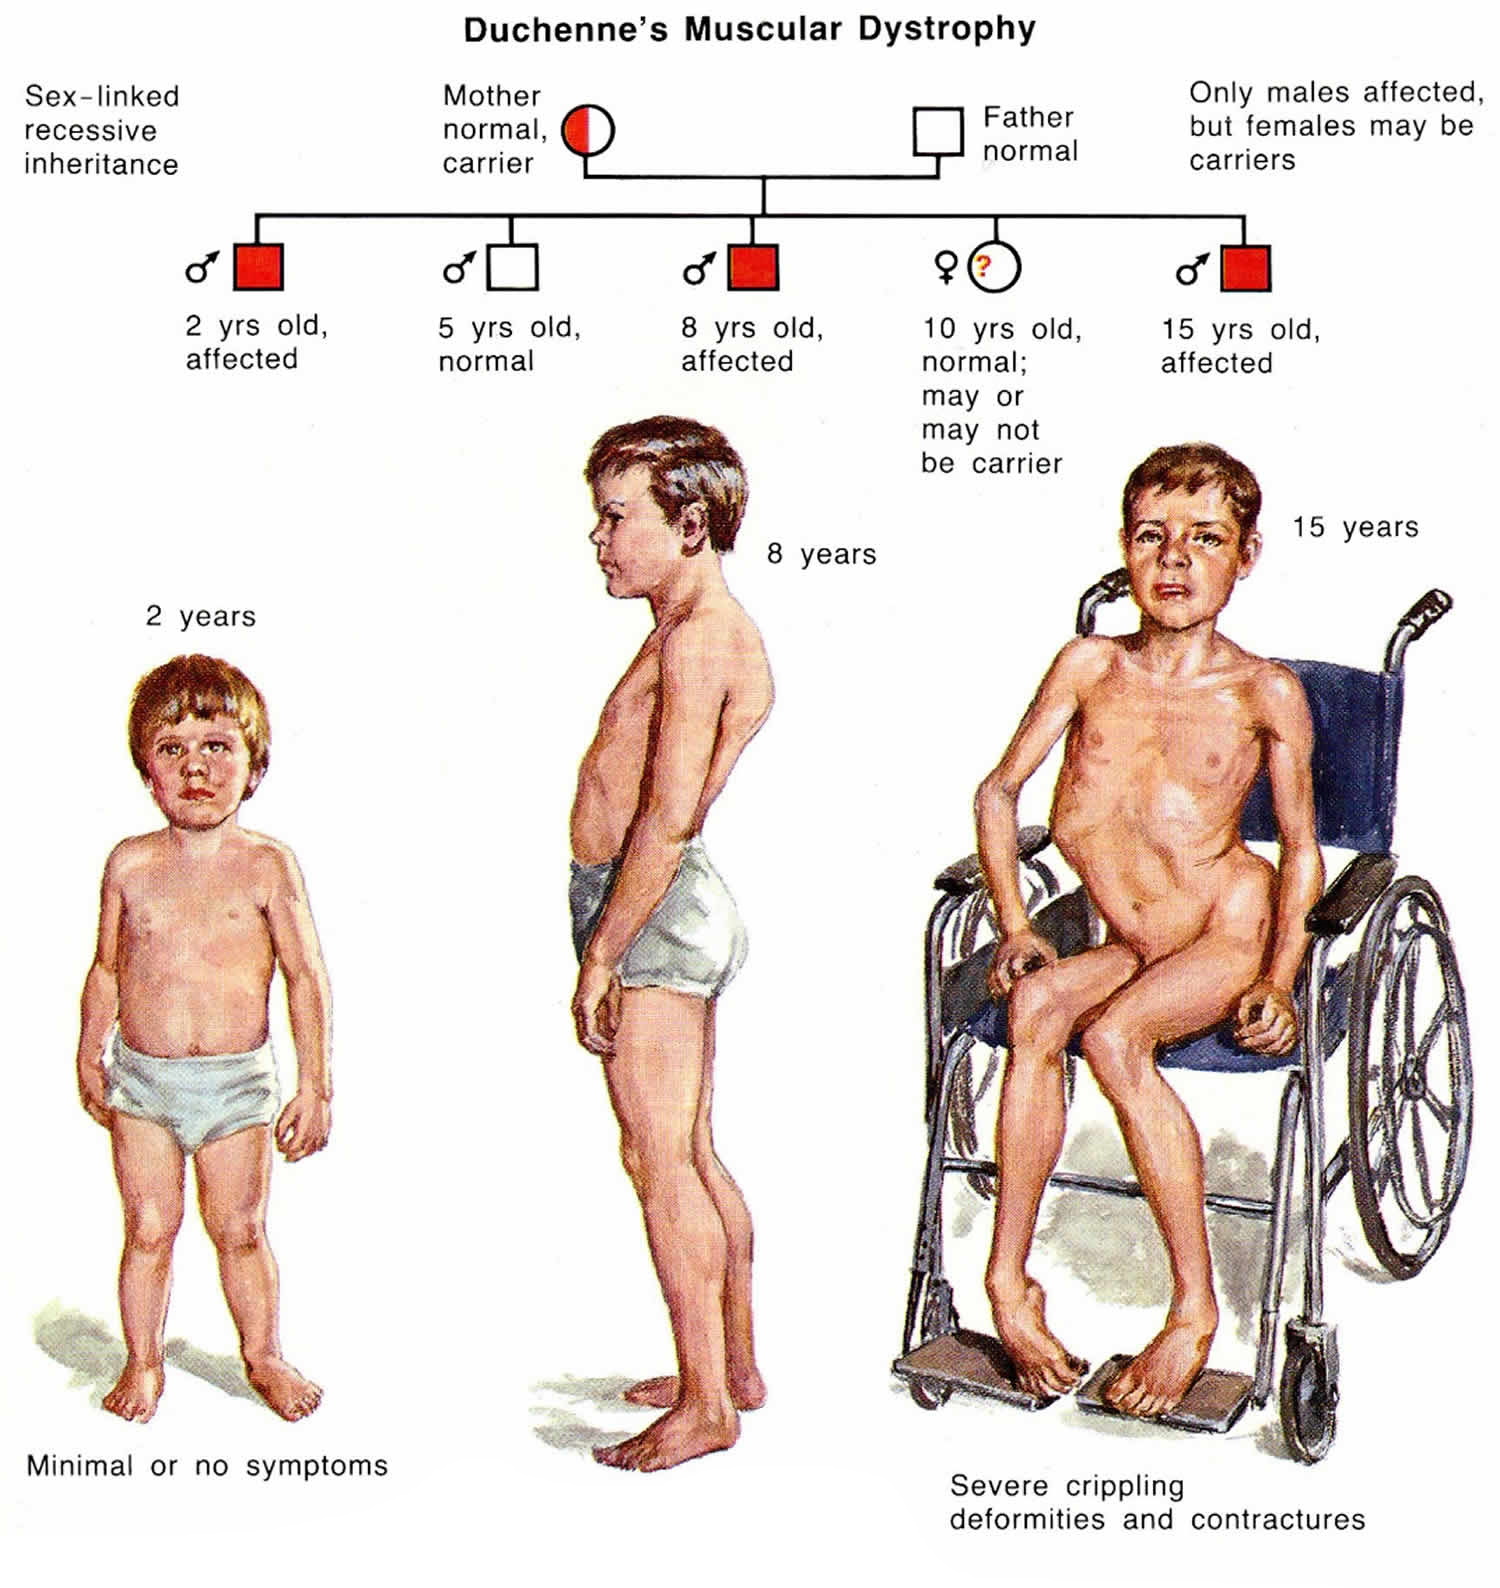 Duchenne's Muscular Dystrophy
Sex-linked
recessive
inheritance
Mother
normal,
carrier
Father
normal
Only males affected,
but females may be
carriers
♂
♂
♂
♀
?
♂
2 yrs old,
affected
5 yrs old,
normal
8 yrs old,
affected
10 yrs old,
normal;
may or
may not
be carrier
15 yrs old,
affected
2 years
8 years
15 years
Minimal or no symptoms
Severe crippling
deformities and contractures